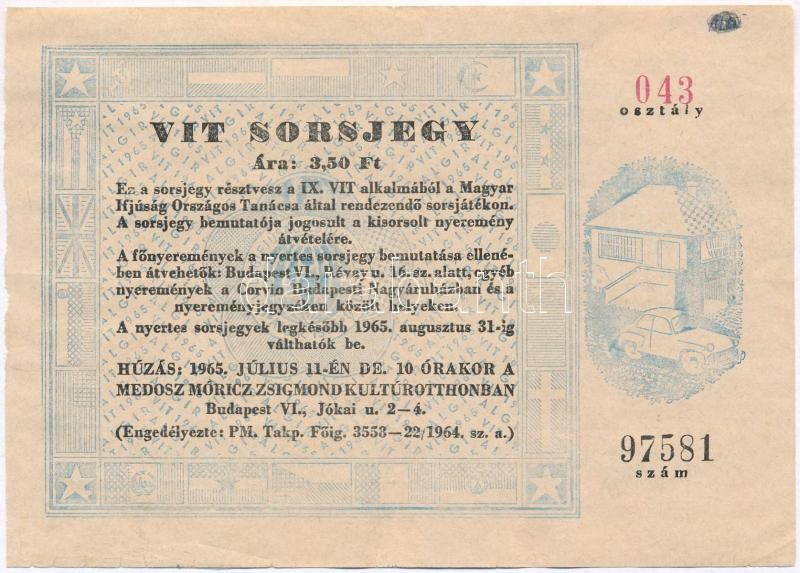 VIT SORSJEGY
Ára: 3,50 Ft
Ez a sorsjegy résztvesz a IX. VIT alkalmából a Magyar
Ifjúság Országos Tanácsa által rendezendő sorsjátékon.
A sorsjegy bemutatója jogosult a kisorsolt nyeremény
átvételére.
A főnyeremények a nyertes sorsjegy bemutatása ellené-
ben átvehetők: Budapest VI., Révay u. 16. sz. alatt, egyéb
nyeremények a Corvin Budapesti Nagyáruházban és a
nyereményjegyzéken közölt helyeken.
A nyertes sorsjegyek legkésőbb 1965. augusztus 31-ig
válthatók be.
HÚZÁS: 1965. JÚLIUS 11-ÉN DE. 10 ÓRAKOR A
MEDOSZ MÓRICZ ZSIGMOND KULTÚROTTHONBAN
Budapest VI., Jókai u. 2—4.
(Engedélyezte: PM. Takp. Főig. 3553—22/1964. sz. a.)
043
osztály
97581
szám